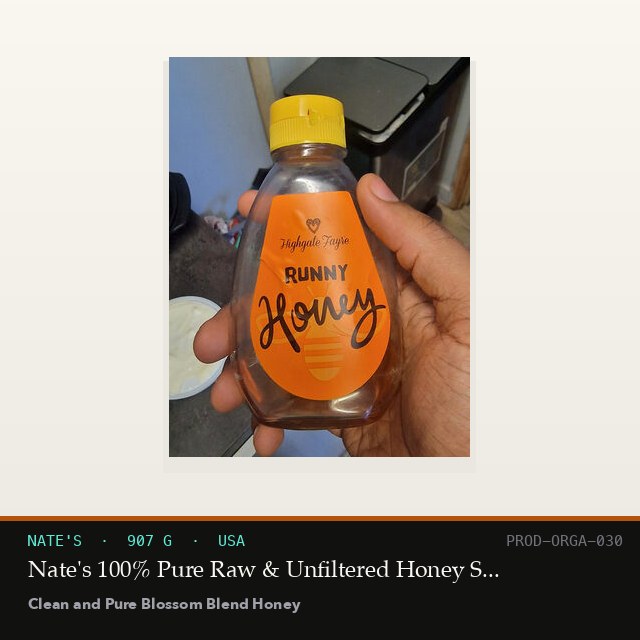 Highgate Fayre
RUNNY
Honey
NATE'S · 907 G · USA
PROD-ORGA-030
Nate's 100% Pure Raw & Unfiltered Honey S...
Clean and Pure Blossom Blend Honey